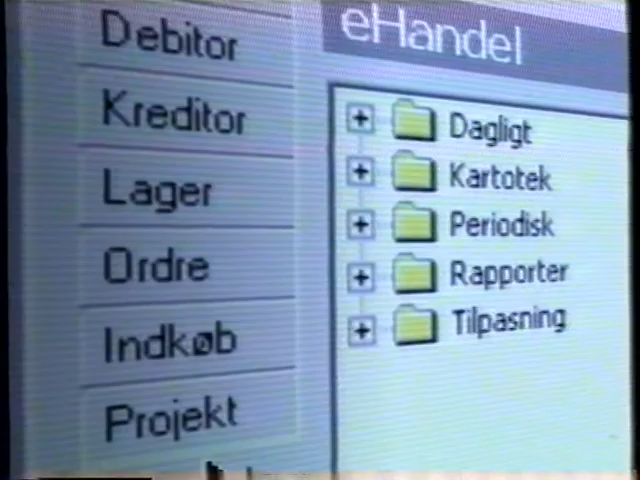 Debitor
Kreditor
Lager
Ordre
Indkøb
Projekt
eHandel
Dagligt
Kartotek
Periodisk
Rapporter
Tilpasning